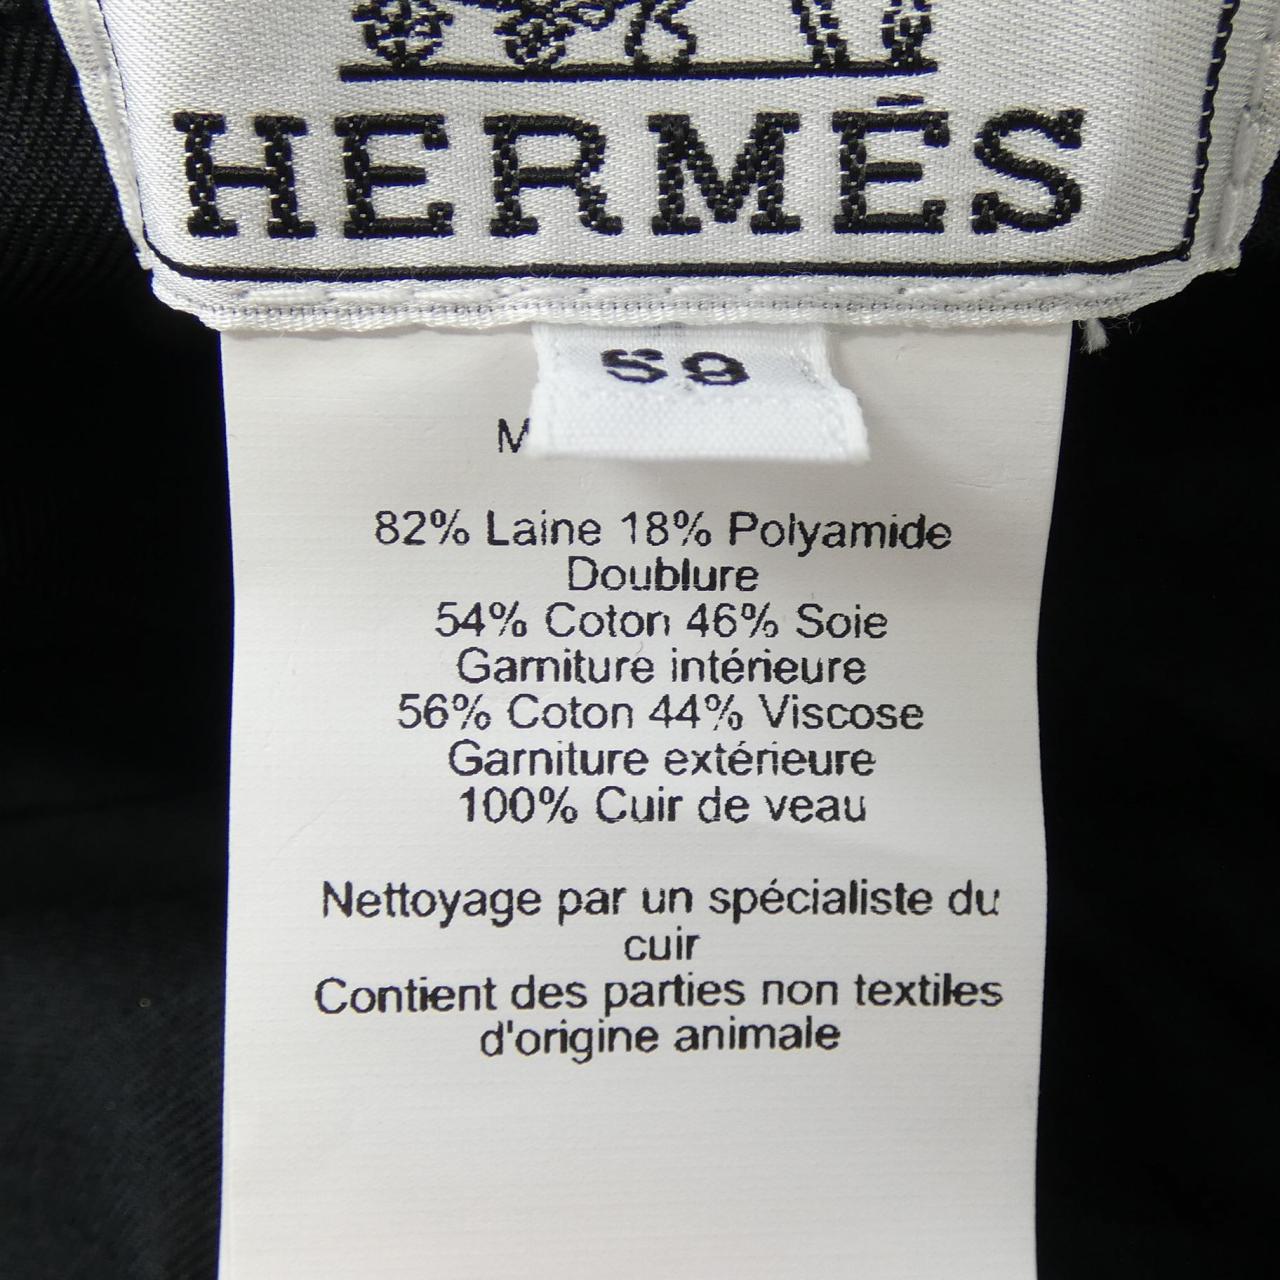 HERMÈS
59
M
82% Laine 18% Polyamide
Doublure
54% Coton 46% Soie
Garniture intérieure
56% Coton 44% Viscose
Garniture extérieure
100% Cuir de veau
Nettoyage par un spécialiste du
cuir
Contient des parties non textiles
d'origine animale